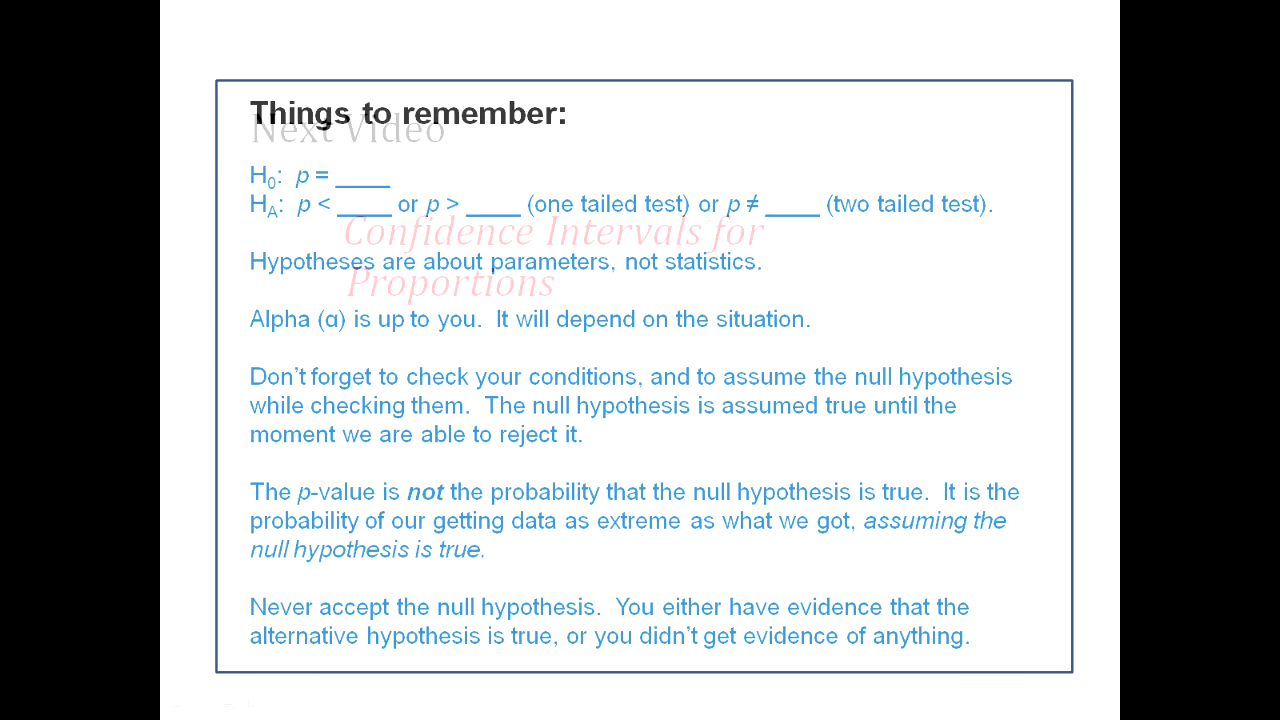 Things to remember:
Next Video
H₀: p = ____
Hₐ: p < ____ or p > ____ (one tailed test) or p ≠ ____ (two tailed test).
Confidence Intervals for
Hypotheses are about parameters, not statistics.
Proportions
Alpha (α) is up to you. It will depend on the situation.
Don't forget to check your conditions, and to assume the null hypothesis
while checking them. The null hypothesis is assumed true until the
moment we are able to reject it.
The p-value is not the probability that the null hypothesis is true. It is the
probability of our getting data as extreme as what we got, assuming the
null hypothesis is true.
Never accept the null hypothesis. You either have evidence that the
alternative hypothesis is true, or you didn't get evidence of anything.